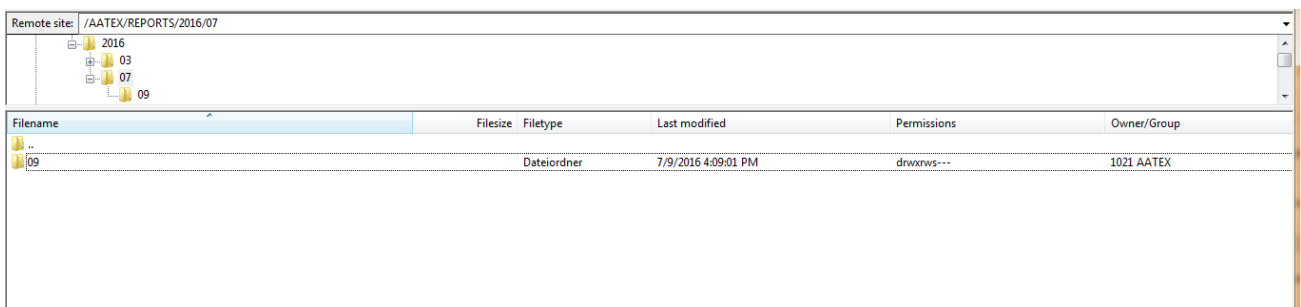 Remote site: /AATEX/REPORTS/2016/07
2016
03
07
09
Filename Filesize Filetype Last modified Permissions Owner/Group
..
09 Dateiordner 7/9/2016 4:09:01 PM drwxrws--- 1021 AATEX